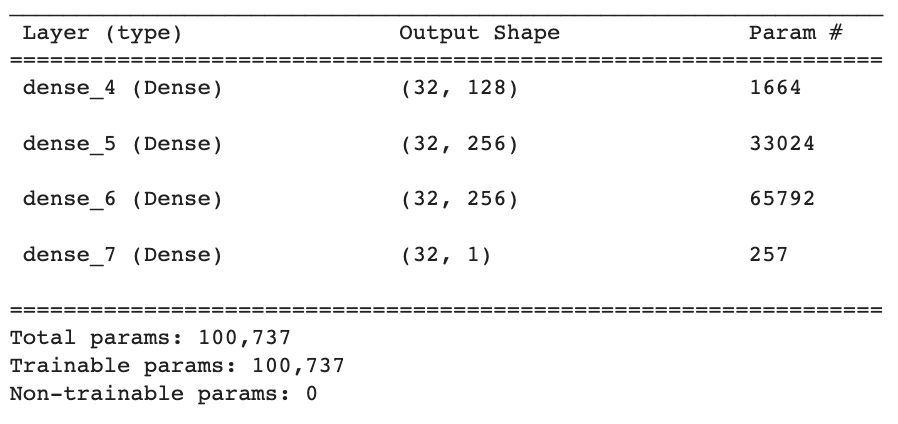 Layer (type) Output Shape Param #
=================================================================
dense_4 (Dense) (32, 128) 1664
dense_5 (Dense) (32, 256) 33024
dense_6 (Dense) (32, 256) 65792
dense_7 (Dense) (32, 1) 257
=================================================================
Total params: 100,737
Trainable params: 100,737
Non-trainable params: 0